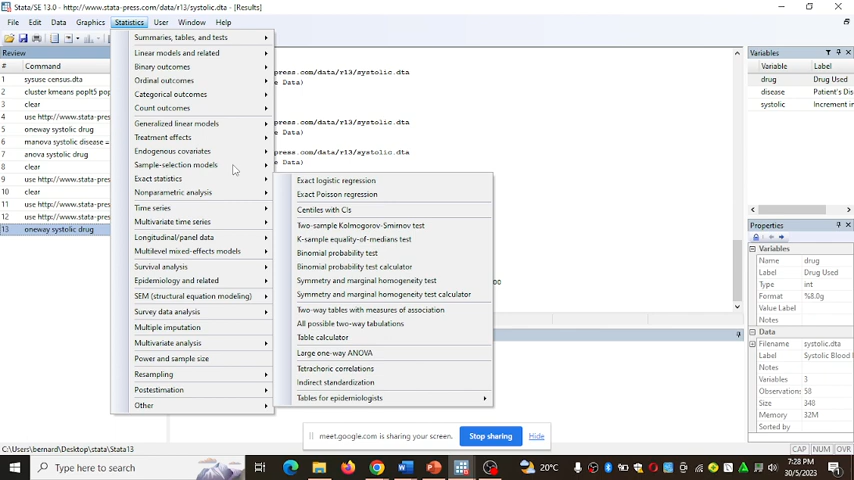 Stata/SE 13.0 - http://www.stata-press.com/data/r13/systolic.dta - [Results]
File Edit Data Graphics Statistics User Window Help
Review
# Command
1 sysuse census.dta
2 cluster kmeans poplt5 pop
3 clear
4 use http://www.stata-pres
5 oneway systolic drug
6 manova systolic disease =
7 anova systolic drug
8 clear
9 use http://www.stata-pres
10 clear
11 use http://www.stata-pres
12 use http://www.stata-pres
13 oneway systolic drug
Summaries, tables, and tests
Linear models and related
Binary outcomes
Ordinal outcomes
Categorical outcomes
Count outcomes
Generalized linear models
Treatment effects
Endogenous covariates
Sample-selection models
Exact statistics
Nonparametric analysis
Time series
Multivariate time series
Longitudinal/panel data
Multilevel mixed-effects models
Survival analysis
Epidemiology and related
SEM (structural equation modeling)
Survey data analysis
Multiple imputation
Multivariate analysis
Power and sample size
Resampling
Postestimation
Other
press.com/data/r13/systolic.dta
e Data)
press.com/data/r13/systolic.dta
e Data)
press.com/data/r13/systolic.dta
e Data)
Exact logistic regression
Exact Poisson regression
Centiles with CIs
Two-sample Kolmogorov-Smirnov test
K-sample equality-of-medians test
Binomial probability test
Binomial probability test calculator
Symmetry and marginal homogeneity test
Symmetry and marginal homogeneity test calculator
Two-way tables with measures of association
All possible two-way tabulations
Table calculator
Large one-way ANOVA
Tetrachoric correlations
Indirect standardization
Tables for epidemiologists
00
Variables
Variable Label
drug Drug Used
disease Patient's Dis
systolic Increment in
Properties
Variables
Name drug
Label Drug Used
Type int
Format %8.0g
Value Label
Notes
Data
Filename systolic.dta
Label Systolic Blood
Notes
Variables 3
Observations 58
Size 348
Memory 32M
Sorted by
meet.google.com is sharing your screen. Stop sharing Hide
C:\Users\bernard\Desktop\stata\Stata13
CAP NUM OVR
Type here to search
20°C
7:28 PM
30/5/2023